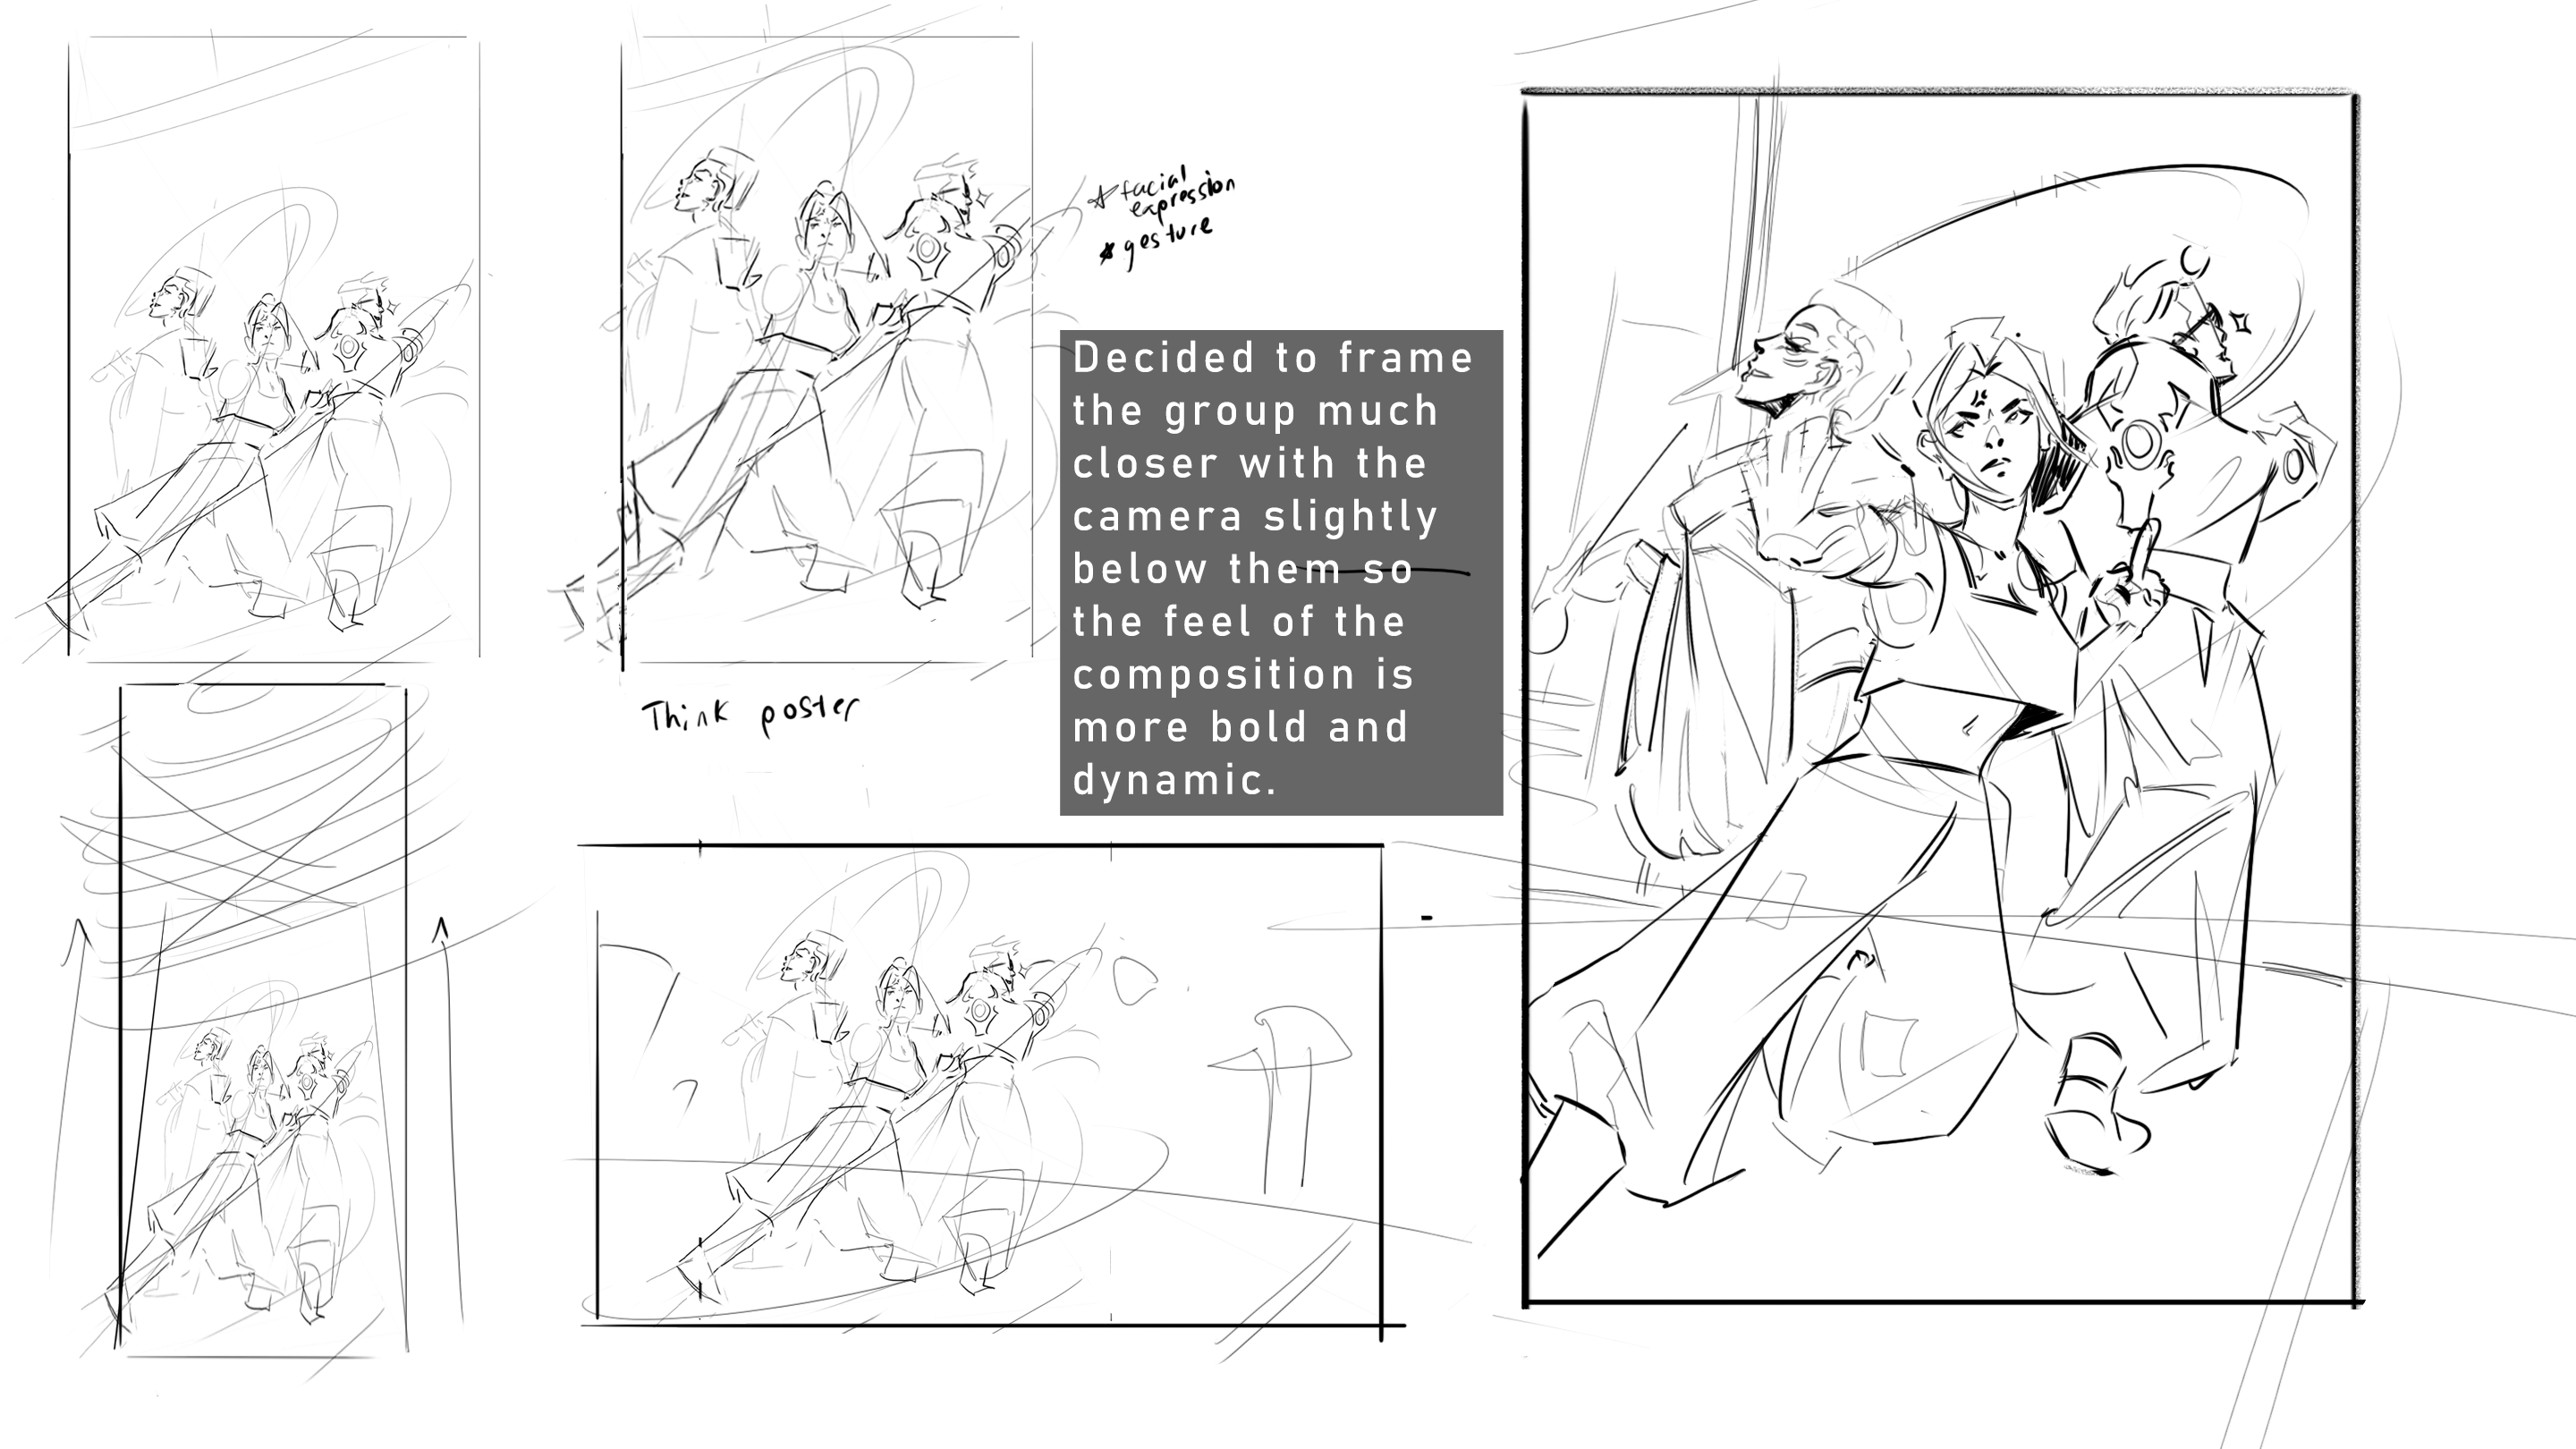 * facial
expression
* gesture
Decided to frame
the group much
closer with the
camera slightly
below them so
the feel of the
composition is
more bold and
dynamic.
Think poster